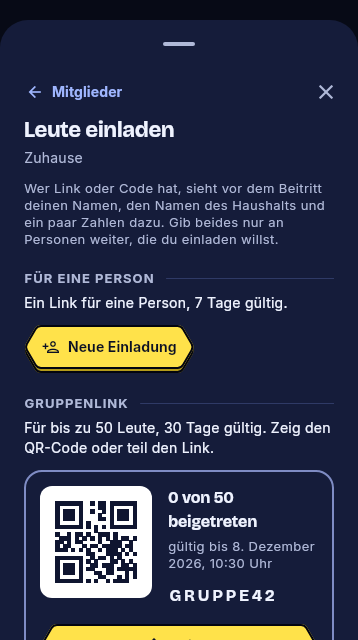 Mitglieder
Leute einladen
Zuhause
Wer Link oder Code hat, sieht vor dem Beitritt
deinen Namen, den Namen des Haushalts und
ein paar Zahlen dazu. Gib beides nur an
Personen weiter, die du einladen willst.
FÜR EINE PERSON
Ein Link für eine Person, 7 Tage gültig.
Neue Einladung
GRUPPENLINK
Für bis zu 50 Leute, 30 Tage gültig. Zeig den
QR-Code oder teil den Link.
0 von 50
beigetreten
gültig bis 8. Dezember
2026, 10:30 Uhr
GRUPPE42